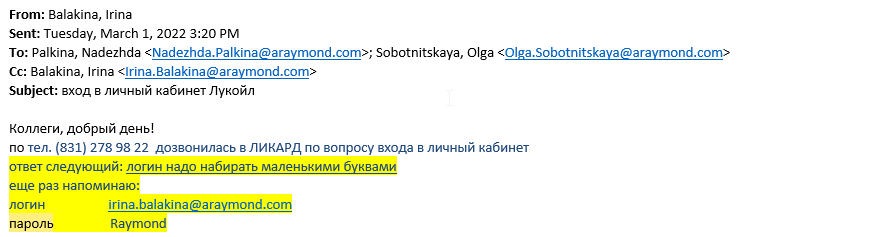 From: Balakina, Irina
Sent: Tuesday, March 1, 2022 3:20 PM
To: Palkina, Nadezhda <Nadezhda.Palkina@araymond.com>; Sobotnitskaya, Olga <Olga.Sobotnitskaya@araymond.com>
Cc: Balakina, Irina <Irina.Balakina@araymond.com>
Subject: вход в личный кабинет Лукойл
Коллеги, добрый день!
по тел. (831) 278 98 22 дозвонилась в ЛИКАРД по вопросу входа в личный кабинет
ответ следующий: логин надо набирать маленькими буквами
еще раз напоминаю:
логин irina.balakina@araymond.com
пароль Raymond